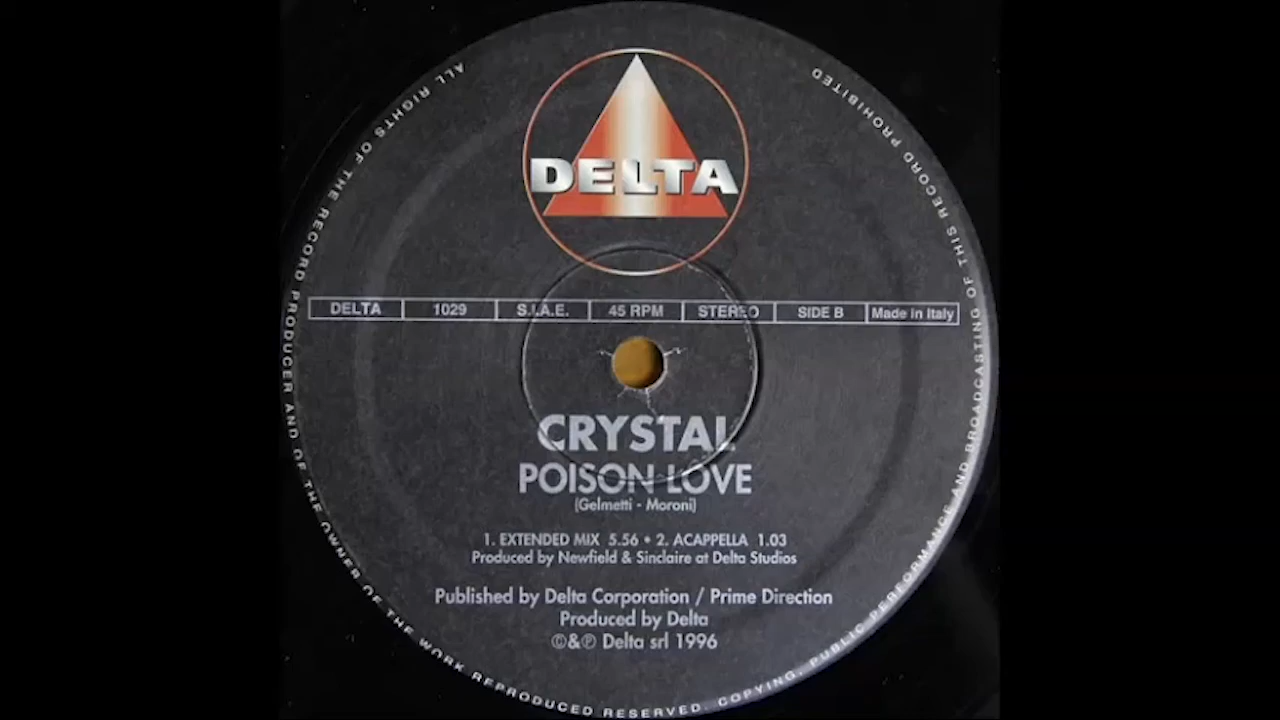 DELTA
DELTA 1029 S.I.A.E. 45 RPM STEREO SIDE B Made in Italy
CRYSTAL
POISON LOVE
(Gelmetti - Moroni)
1. EXTENDED MIX 5.56 • 2. ACAPPELLA 1.03
Produced by Newfield & Sinclaire at Delta Studios
Published by Delta Corporation / Prime Direction
Produced by Delta
©&℗ Delta srl 1996
ALL RIGHTS OF THE RECORD PRODUCER AND OF THE OWNER OF THE WORK REPRODUCED RESERVED. COPYING, PUBLIC PERFORMANCE AND BROADCASTING OF THIS RECORD PROHIBITED